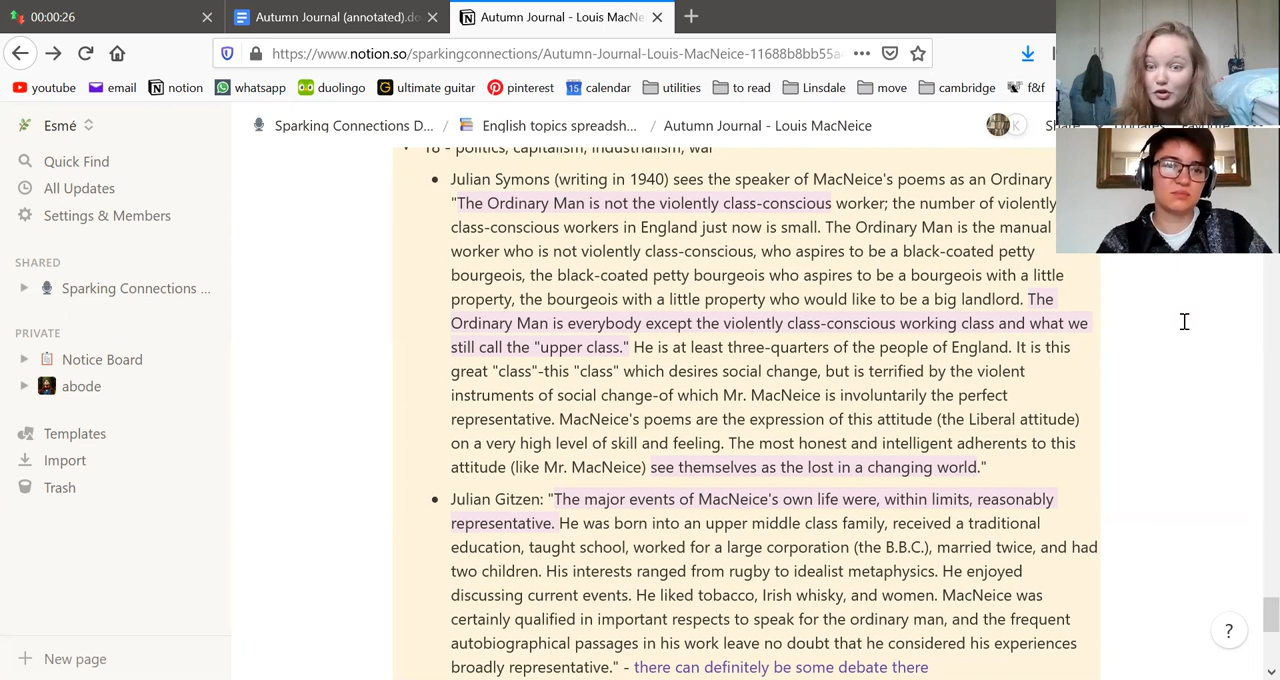 00:00:26
Autumn Journal (annotated).do
Autumn Journal - Louis MacNe
https://www.notion.so/sparkingconnections/Autumn-Journal-Louis-MacNeice-11688b8bb55a
youtube email notion whatsapp duolingo ultimate guitar pinterest calendar utilities to read Linsdale move cambridge f&f
Esmé
Sparking Connections D... / English topics spreadsh... / Autumn Journal - Louis MacNeice
K
Quick Find
All Updates
Settings & Members
SHARED
Sparking Connections ...
PRIVATE
Notice Board
abode
Templates
Import
Trash
New page
18 - politics, capitalism, industrialism, war
Julian Symons (writing in 1940) sees the speaker of MacNeice's poems as an Ordinary
"The Ordinary Man is not the violently class-conscious worker; the number of violently
class-conscious workers in England just now is small. The Ordinary Man is the manual
worker who is not violently class-conscious, who aspires to be a black-coated petty
bourgeois, the black-coated petty bourgeois who aspires to be a bourgeois with a little
property, the bourgeois with a little property who would like to be a big landlord. The
Ordinary Man is everybody except the violently class-conscious working class and what we
still call the "upper class." He is at least three-quarters of the people of England. It is this
great "class"-this "class" which desires social change, but is terrified by the violent
instruments of social change-of which Mr. MacNeice is involuntarily the perfect
representative. MacNeice's poems are the expression of this attitude (the Liberal attitude)
on a very high level of skill and feeling. The most honest and intelligent adherents to this
attitude (like Mr. MacNeice) see themselves as the lost in a changing world."
Julian Gitzen: "The major events of MacNeice's own life were, within limits, reasonably
representative. He was born into an upper middle class family, received a traditional
education, taught school, worked for a large corporation (the B.B.C.), married twice, and had
two children. His interests ranged from rugby to idealist metaphysics. He enjoyed
discussing current events. He liked tobacco, Irish whisky, and women. MacNeice was
certainly qualified in important respects to speak for the ordinary man, and the frequent
autobiographical passages in his work leave no doubt that he considered his experiences
broadly representative." - there can definitely be some debate there
?